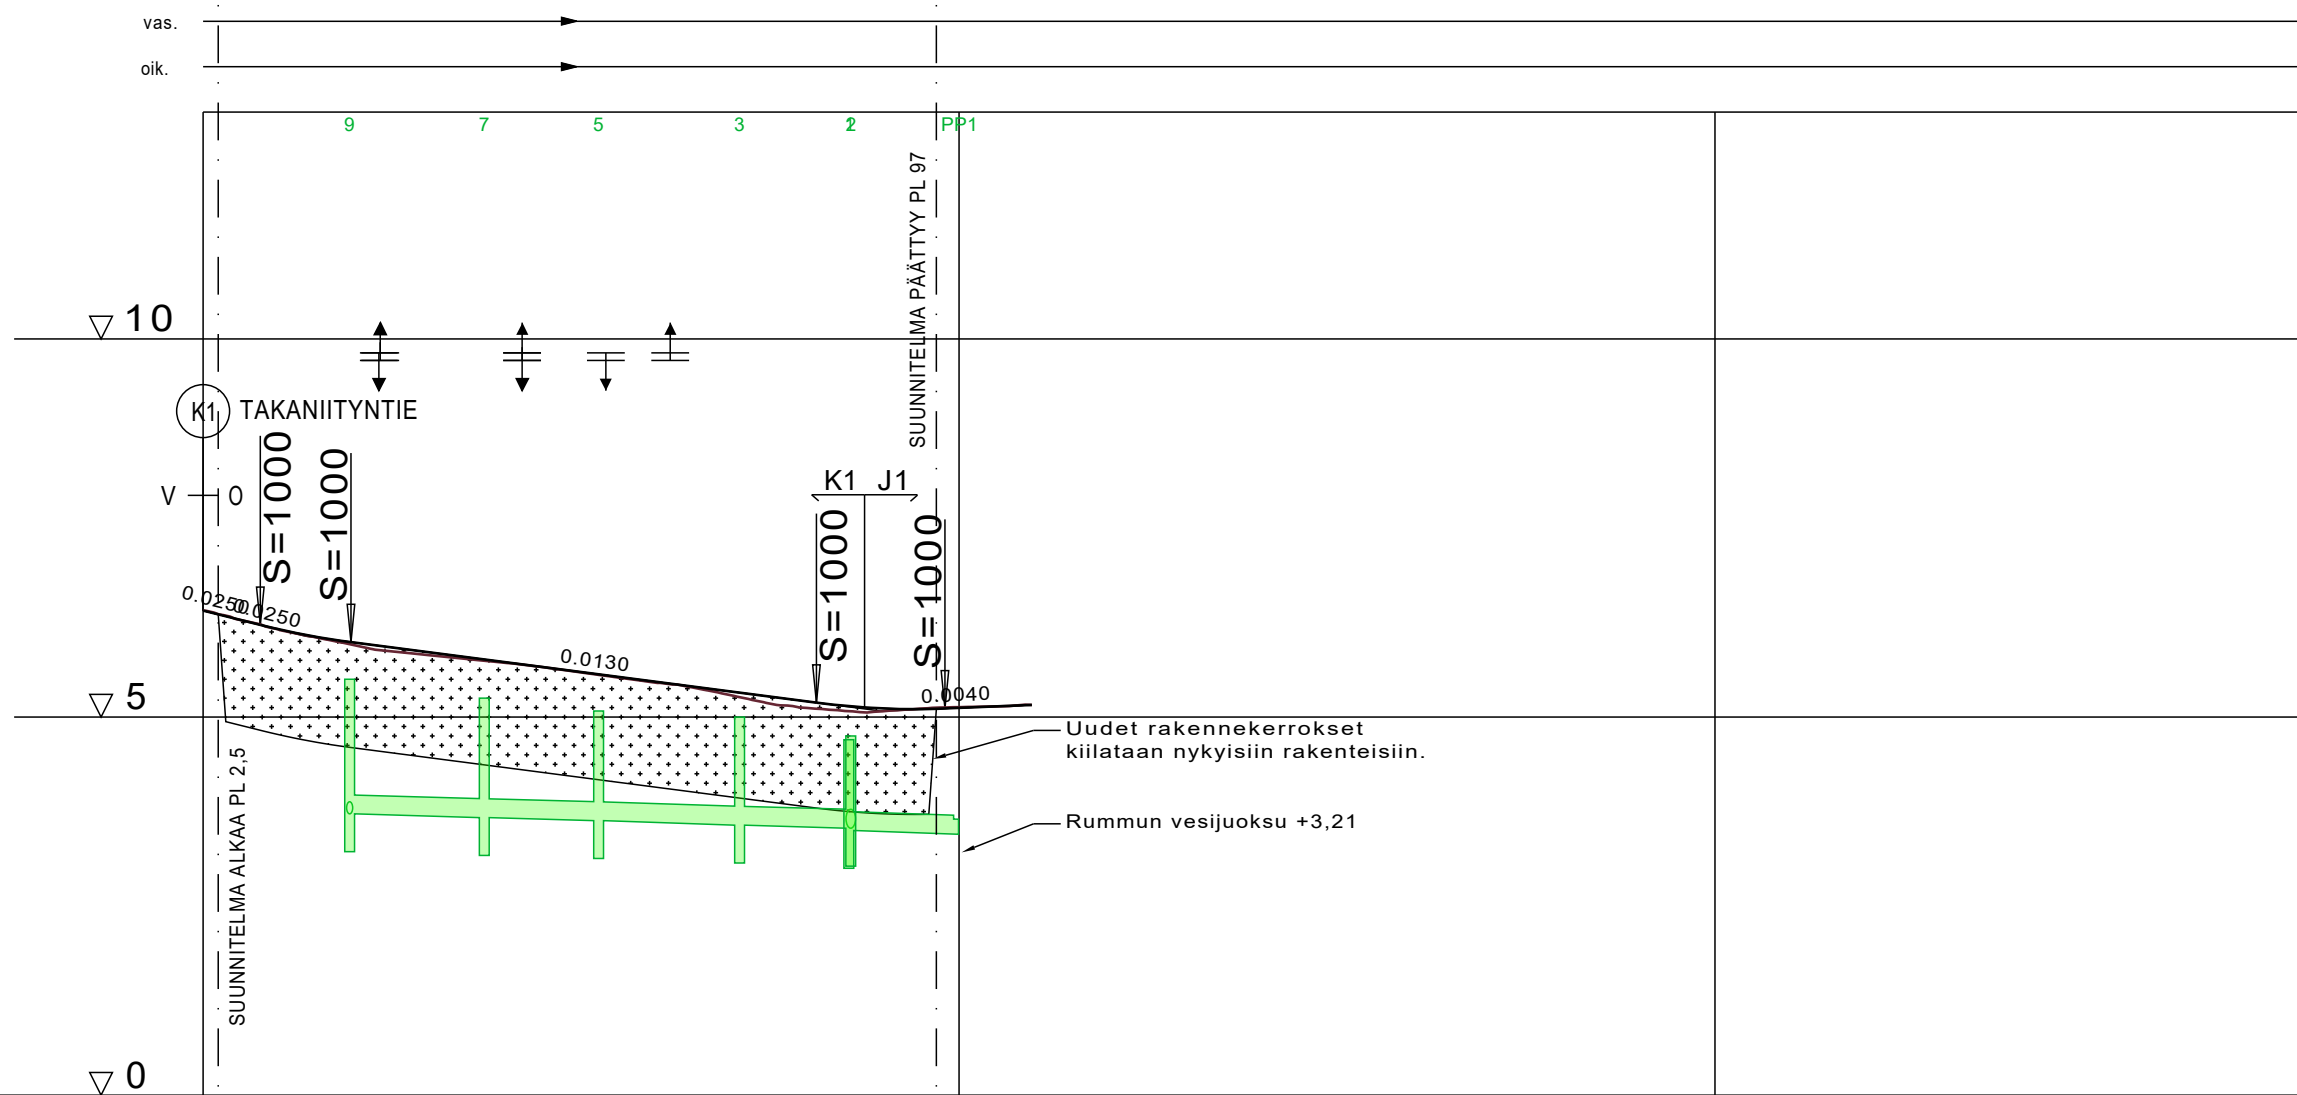 vas.
oik.
9 7 5 3 1 2 PP1
SUUNNITELMA PÄÄTTYY PL 97
10
K1 TAKANIITYNTIE
V 0
S=1000
S=1000
K1 J1
S=1000
S=1000
0.0250
0.0250
0.0130
0.0040
5
Uudet rakennekerrokset
kiilataan nykyisiin rakenteisiin.
SUUNNITELMA ALKAA PL 2,5
Rummun vesijuoksu +3,21
0